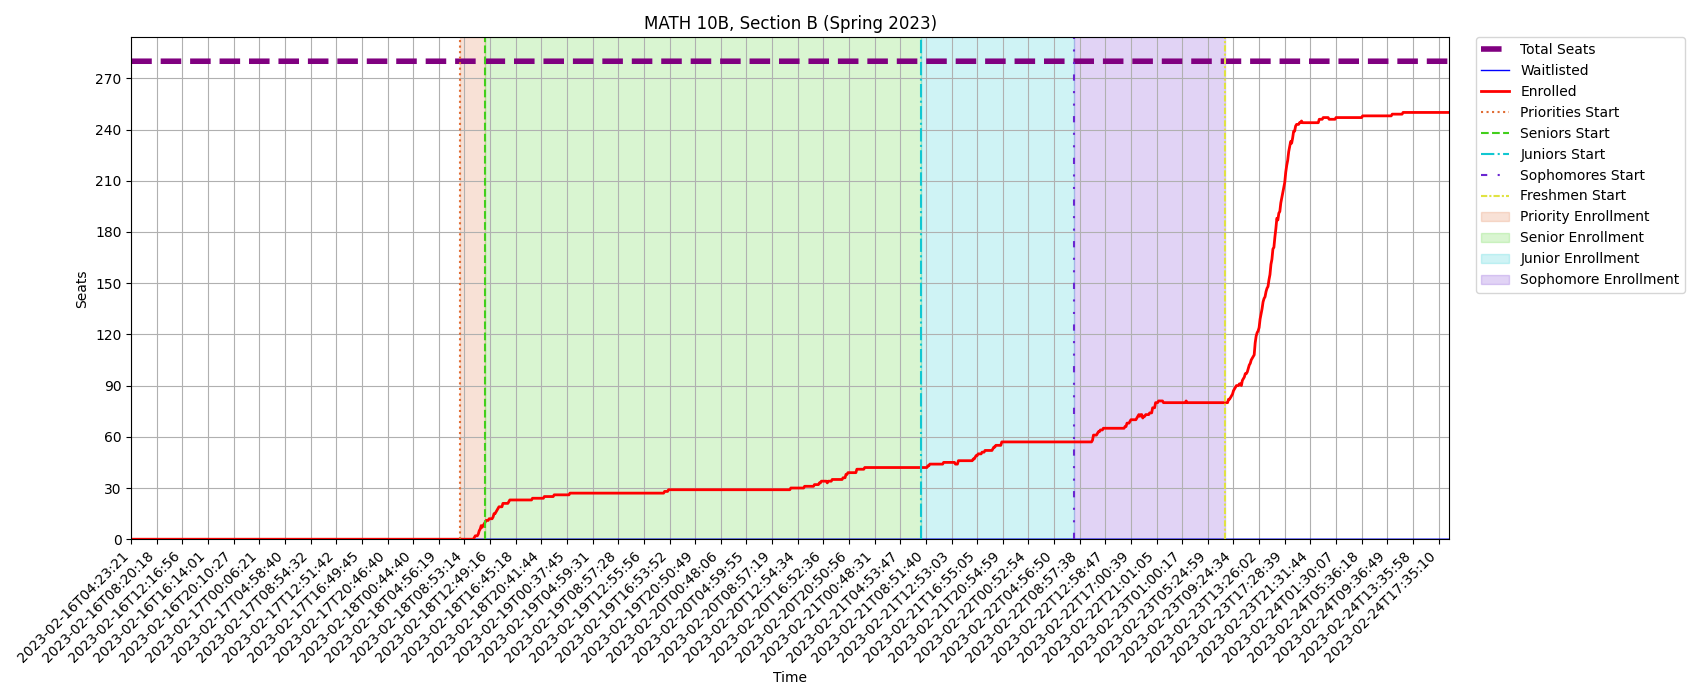 MATH 10B, Section B (Spring 2023)
Total Seats
Waitlisted
Enrolled
Priorities Start
Seniors Start
Juniors Start
Sophomores Start
Freshmen Start
Priority Enrollment
Senior Enrollment
Junior Enrollment
Sophomore Enrollment
Seats
270
240
210
180
150
120
90
60
30
0
2023-02-16T04:23:21
2023-02-16T08:20:18
2023-02-16T12:16:56
2023-02-16T16:14:01
2023-02-16T20:10:27
2023-02-17T00:06:21
2023-02-17T04:58:40
2023-02-17T08:54:32
2023-02-17T12:51:42
2023-02-17T16:49:45
2023-02-17T20:46:40
2023-02-18T00:44:40
2023-02-18T04:56:19
2023-02-18T08:53:14
2023-02-18T12:49:16
2023-02-18T16:45:18
2023-02-18T20:41:44
2023-02-19T00:37:45
2023-02-19T04:59:31
2023-02-19T08:57:28
2023-02-19T12:55:56
2023-02-19T16:53:52
2023-02-19T20:50:49
2023-02-20T00:48:06
2023-02-20T04:59:55
2023-02-20T08:57:19
2023-02-20T12:54:34
2023-02-20T16:52:36
2023-02-20T20:50:56
2023-02-21T00:48:31
2023-02-21T04:53:47
2023-02-21T08:51:40
2023-02-21T12:53:03
2023-02-21T16:55:05
2023-02-21T20:54:59
2023-02-22T00:52:54
2023-02-22T04:56:50
2023-02-22T08:57:38
2023-02-22T12:58:47
2023-02-22T17:00:39
2023-02-22T21:01:05
2023-02-23T01:00:17
2023-02-23T05:24:59
2023-02-23T09:24:34
2023-02-23T13:26:02
2023-02-23T17:28:39
2023-02-23T21:31:44
2023-02-24T01:30:07
2023-02-24T05:36:18
2023-02-24T09:36:49
2023-02-24T13:35:58
2023-02-24T17:35:10
Time